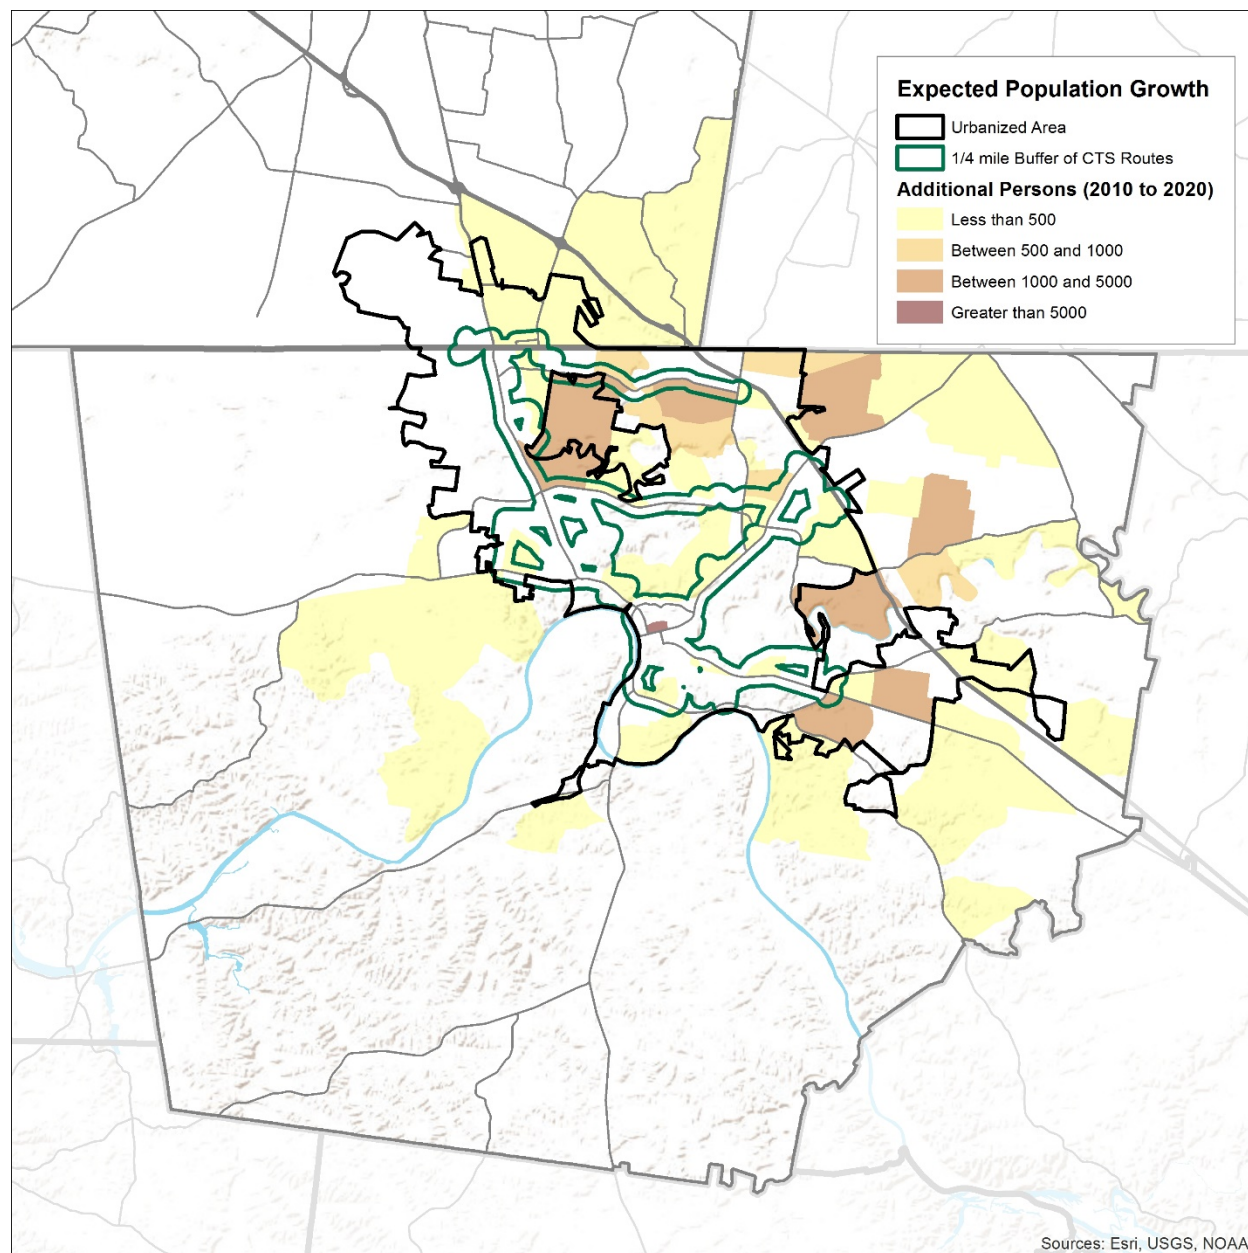 Expected Population Growth
Urbanized Area
1/4 mile Buffer of CTS Routes
Additional Persons (2010 to 2020)
Less than 500
Between 500 and 1000
Between 1000 and 5000
Greater than 5000
Sources: Esri, USGS, NOAA